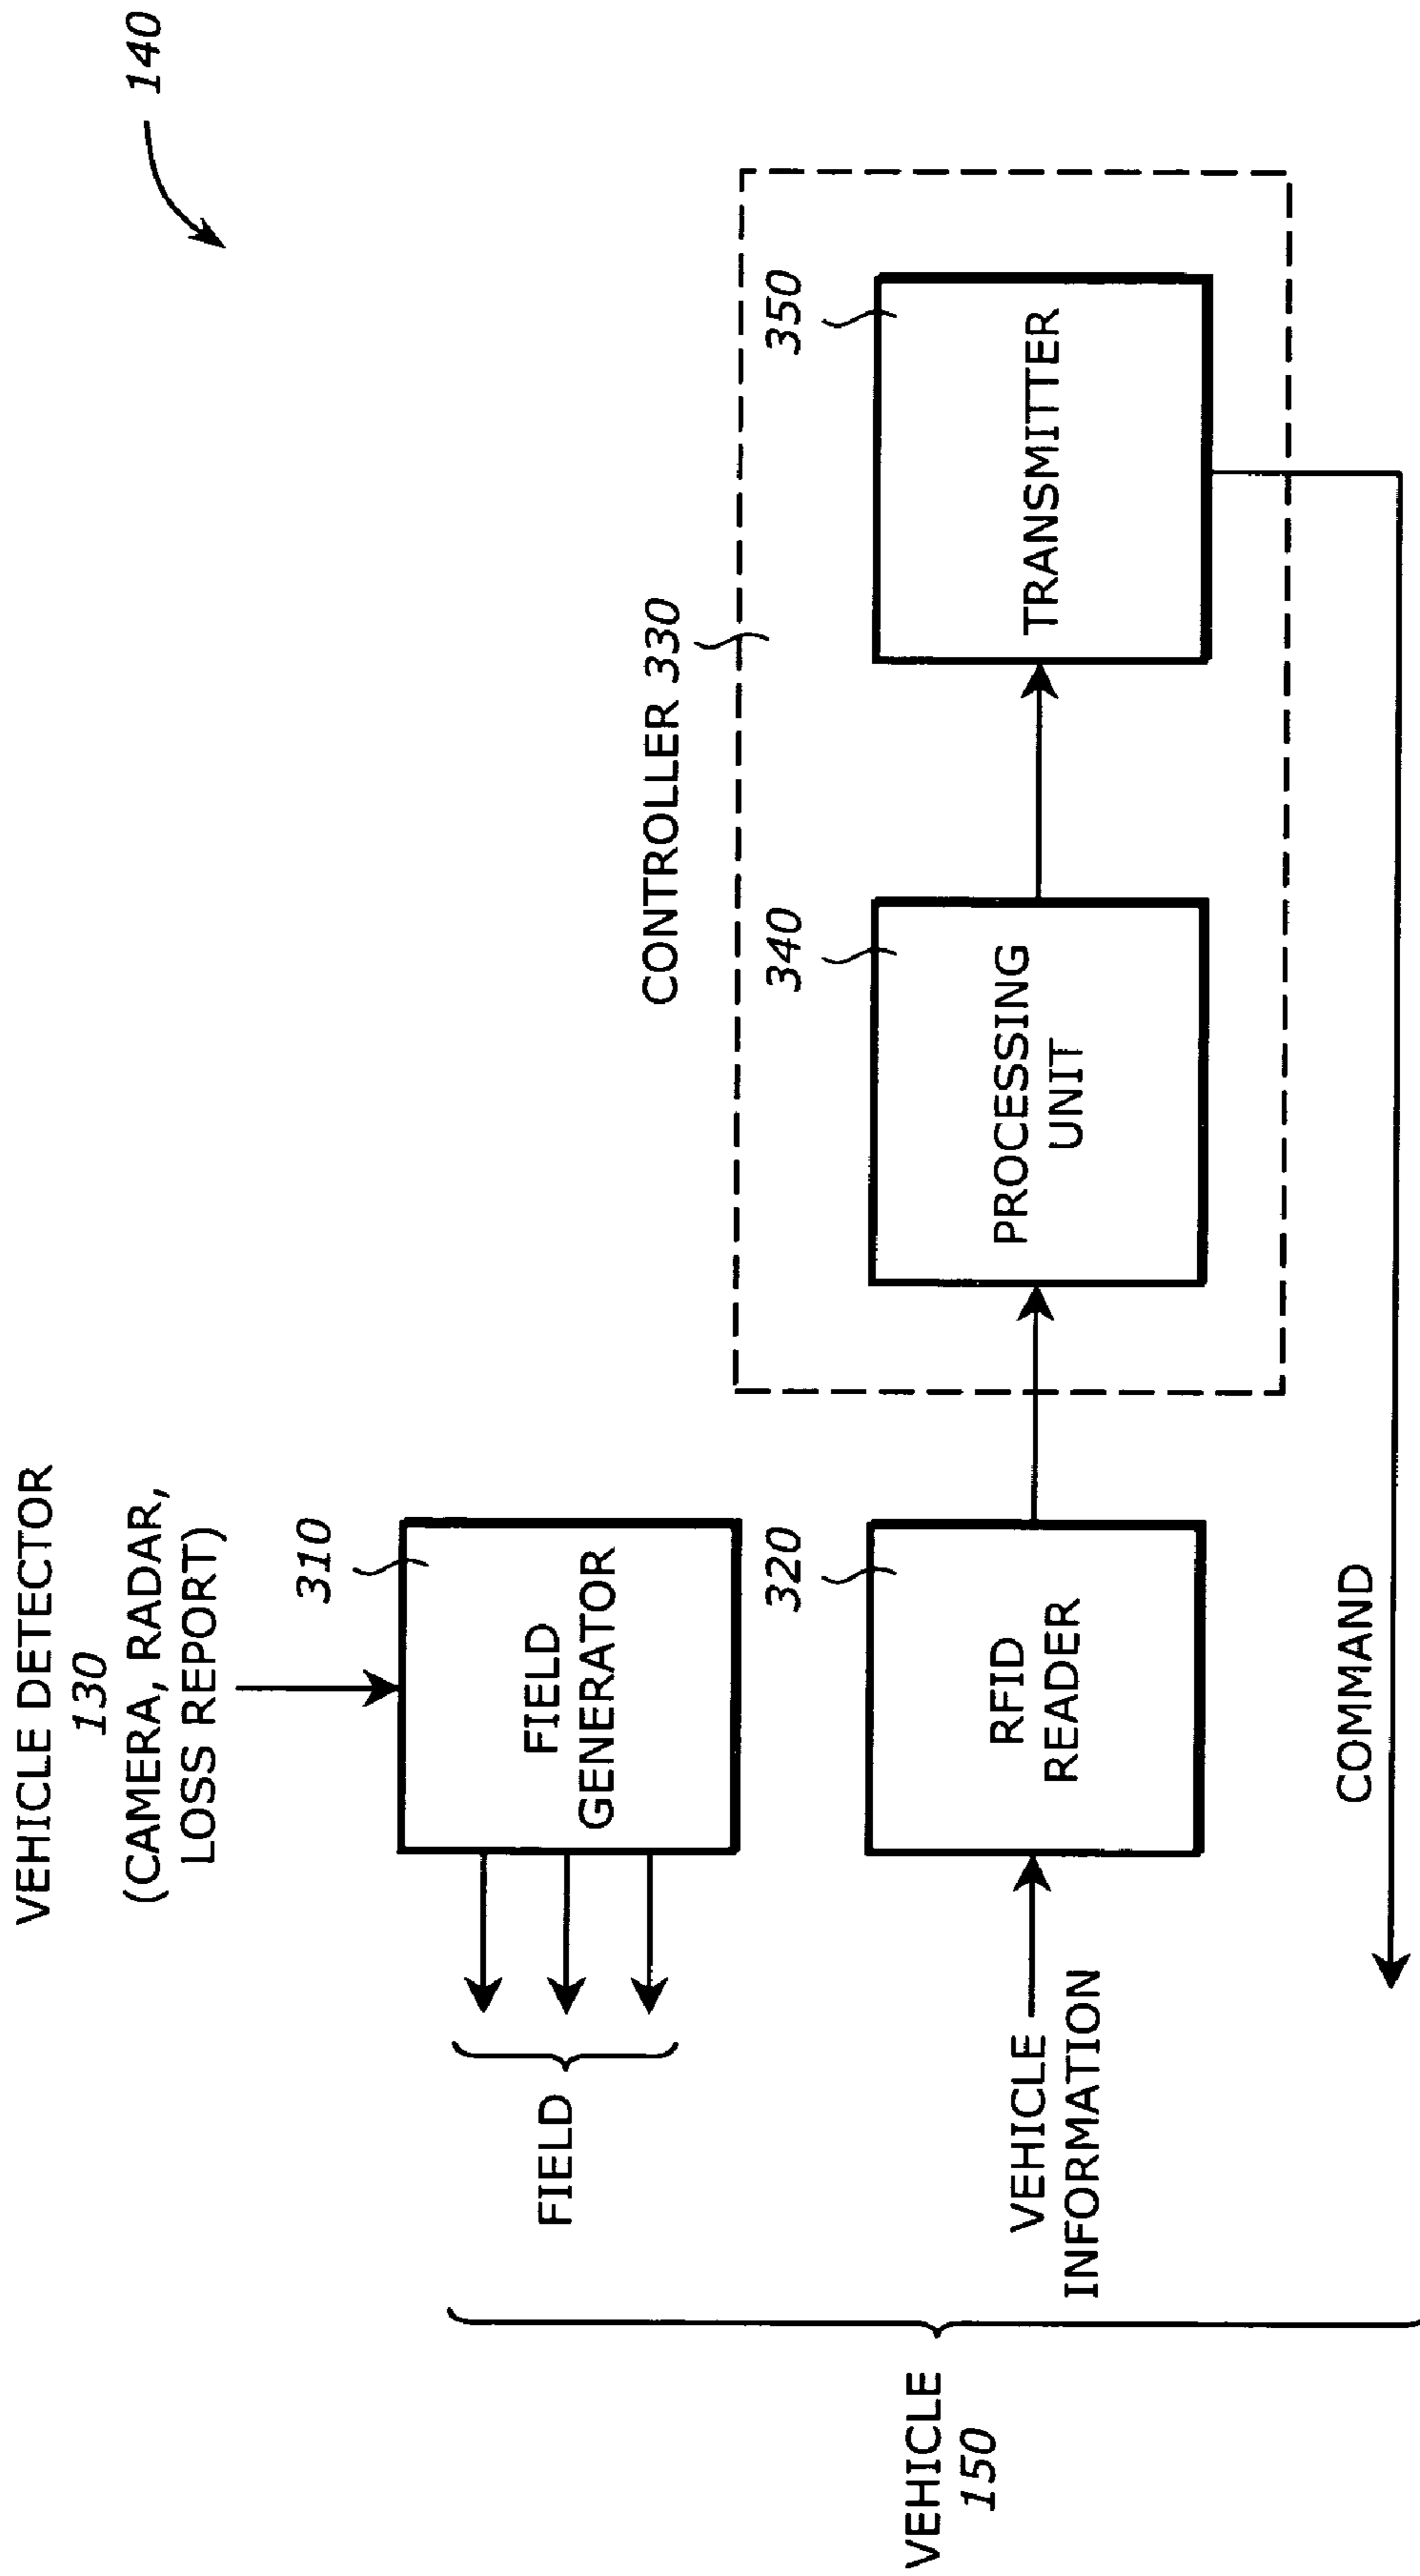 140
VEHICLE DETECTOR
130
(CAMERA, RADAR,
LOSS REPORT)
310
FIELD
GENERATOR
FIELD
CONTROLLER 330
320
RFID
READER
340
PROCESSING
UNIT
350
TRANSMITTER
VEHICLE
INFORMATION
VEHICLE
150
COMMAND